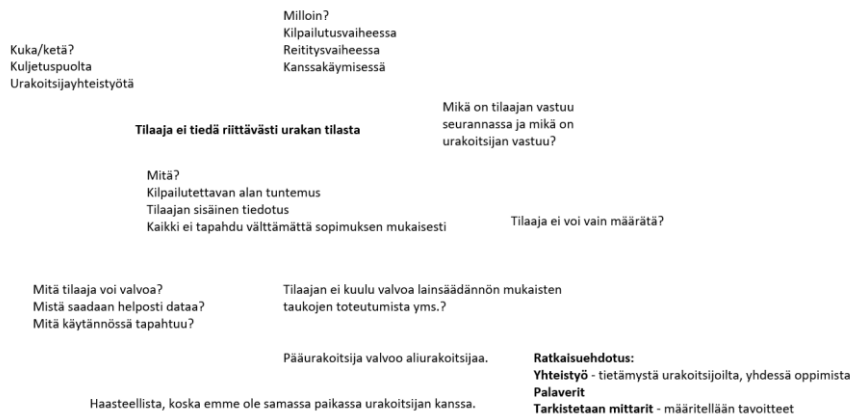 Milloin?
Kilpailutusvaiheessa
Reititysvaiheessa
Kanssakäymisessä
Kuka/ketä?
Kuljetuspuolta
Urakoitsijayhteistyötä
Mikä on tilaajan vastuu
seurannassa ja mikä on
urakoitsijan vastuu?
Tilaaja ei tiedä riittävästi urakan tilasta
Mitä?
Kilpailutettavan alan tuntemus
Tilaajan sisäinen tiedotus
Kaikki ei tapahdu välttämättä sopimuksen mukaisesti
Tilaaja ei voi vain määrätä?
Mitä tilaaja voi valvoa?
Mistä saadaan helposti dataa?
Mitä käytännössä tapahtuu?
Tilaajan ei kuulu valvoa lainsäädännön mukaisten
taukojen toteutumista yms.?
Pääurakoitsija valvoo aliurakoitsijaa.
Haasteellista, koska emme ole samassa paikassa urakoitsijan kanssa.
Ratkaisuehdotus:
Yhteistyö - tietämystä urakoitsijoilta, yhdessä oppimista
Palaverit
Tarkistetaan mittarit - määritellään tavoitteet